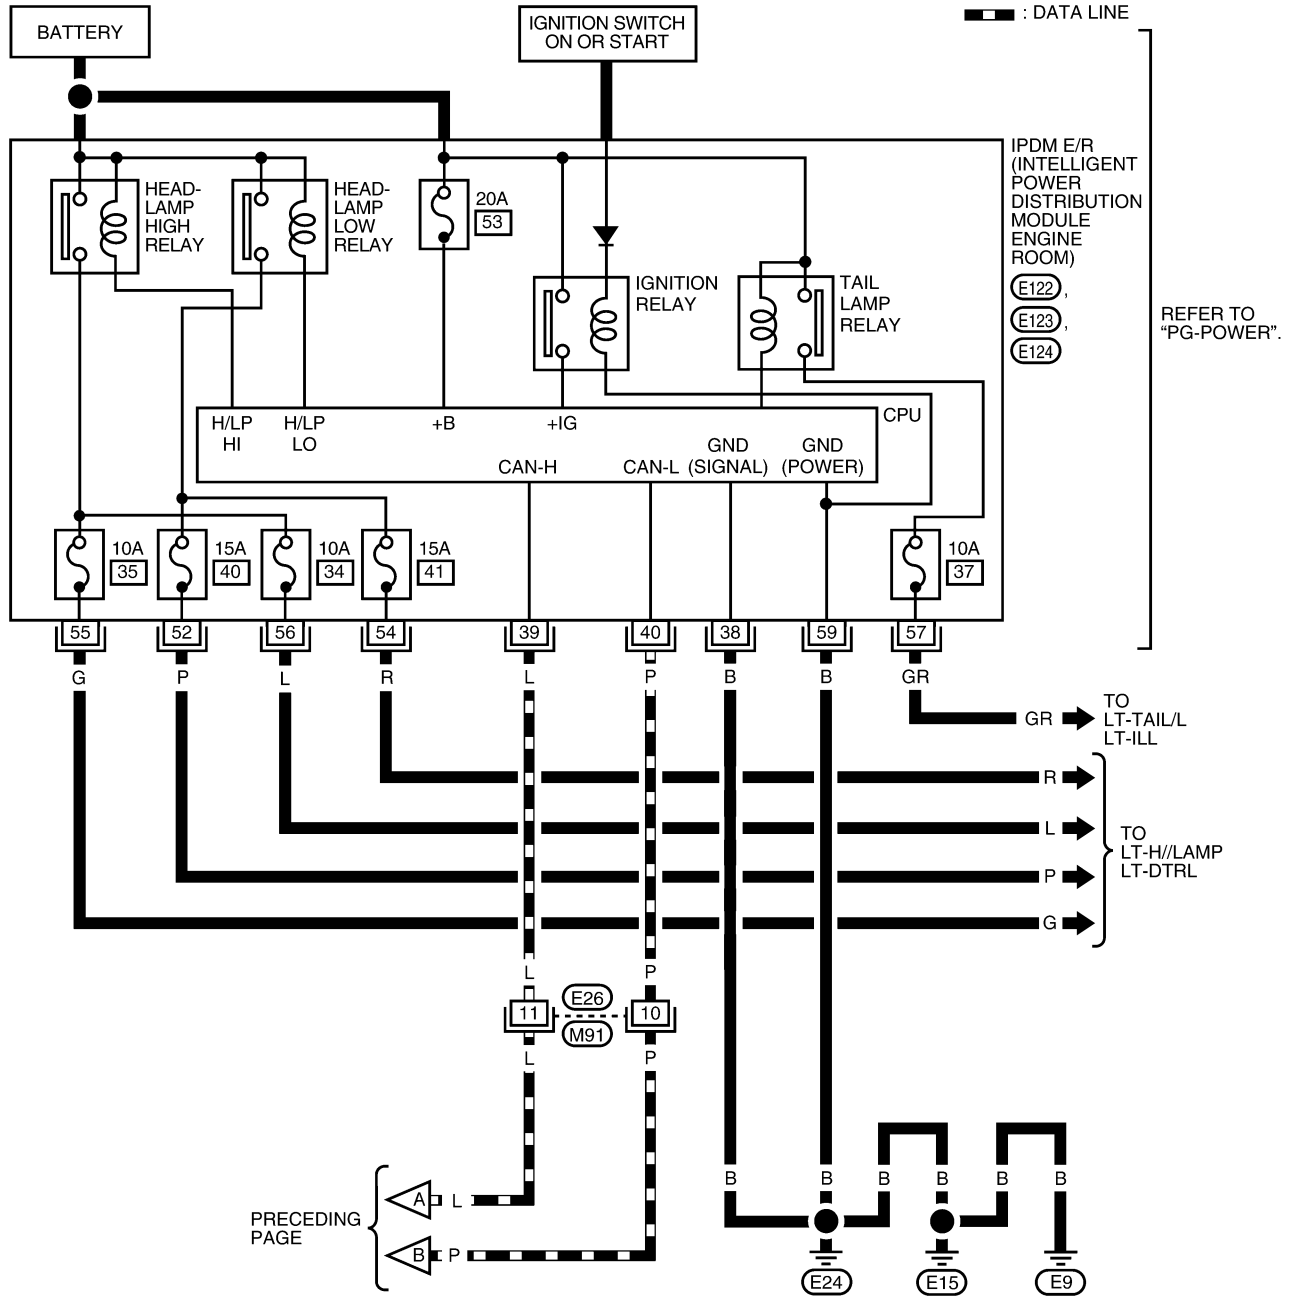 BATTERY
IGNITION SWITCH
ON OR START
: DATA LINE
IPDM E/R
(INTELLIGENT
POWER
DISTRIBUTION
MODULE
ENGINE
ROOM)
E122 ,
E123 ,
E124
REFER TO
“PG-POWER”.
HEAD-
LAMP
HIGH
RELAY
HEAD-
LAMP
LOW
RELAY
20A
53
IGNITION
RELAY
TAIL
LAMP
RELAY
CPU
H/LP
HI
H/LP
LO
+B
+IG
CAN-H
CAN-L
GND
(SIGNAL)
GND
(POWER)
10A
35
15A
40
10A
34
15A
41
10A
37
55 52 56 54 39 40 38 59 57
G P L R L P B B GR
GR
TO
LT-TAIL/L
LT-ILL
R
L
P
G
TO
LT-H//LAMP
LT-DTRL
L P
11 E26 10
M91
L P
B B B B B B
PRECEDING
PAGE
A L
B P
E24 E15 E9